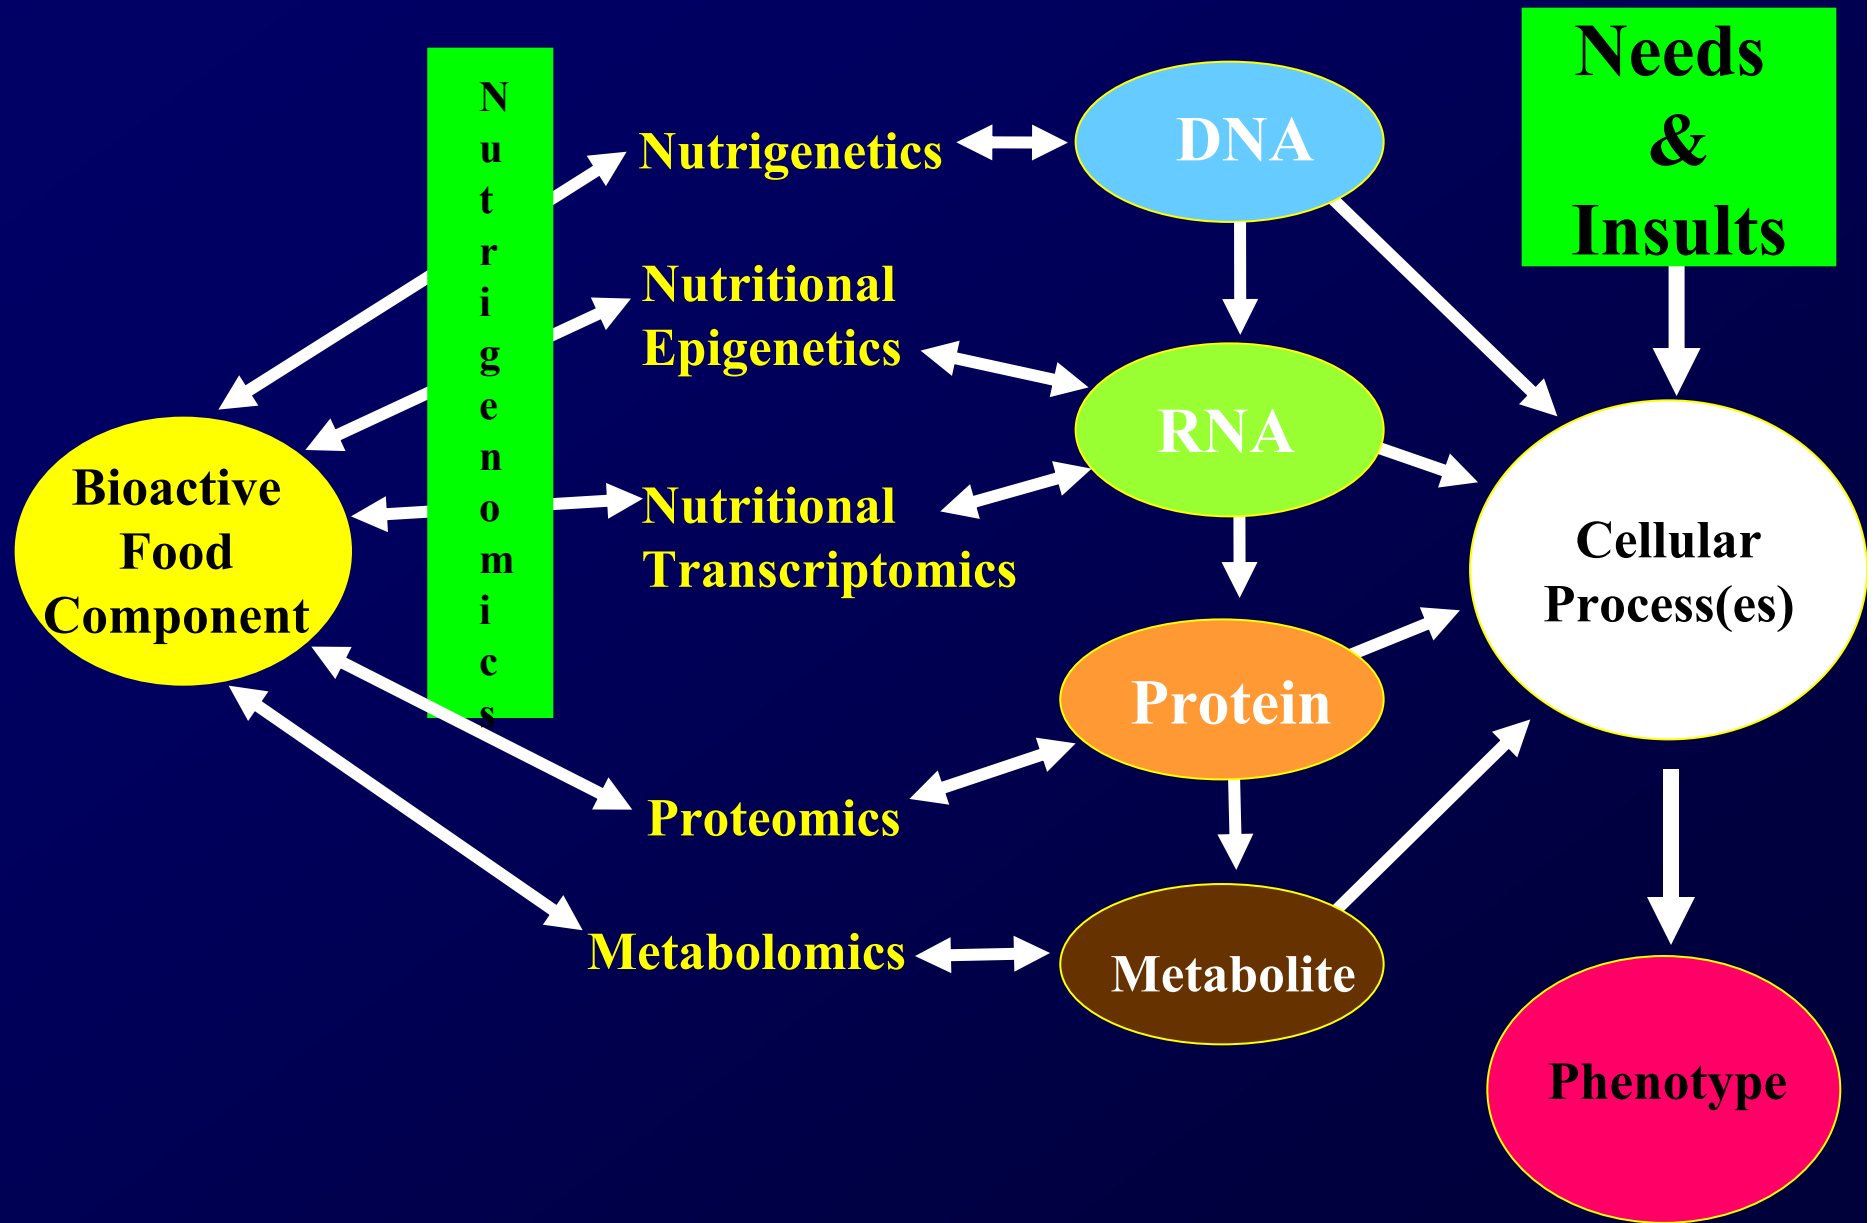 Bioactive
Food
Component
N
u
t
r
i
g
e
n
o
m
i
c
s
Nutrigenetics
Nutritional
Epigenetics
Nutritional
Transcriptomics
Proteomics
Metabolomics
DNA
RNA
Protein
Metabolite
Needs
&
Insults
Cellular
Process(es)
Phenotype